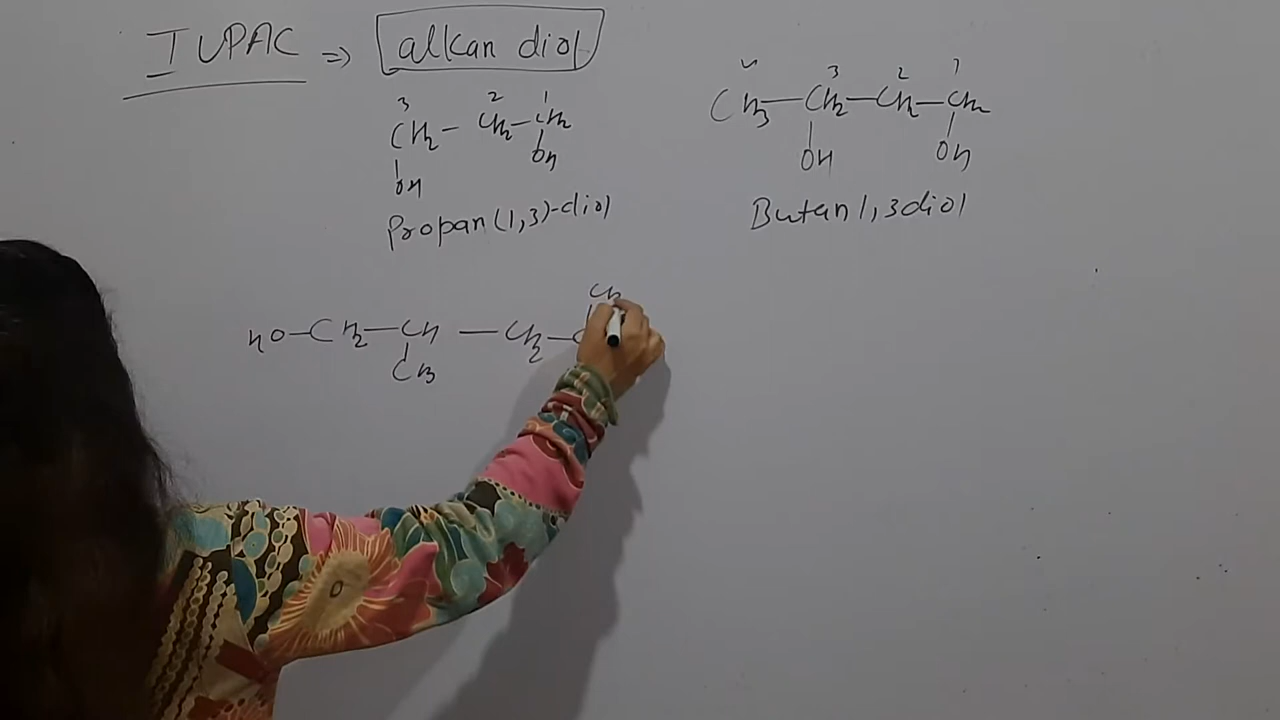 IUPAC => alkan diol
3 2 1
CH2 - CH2 - CH2
OH OH
Propan (1,3)-diol
4 3 2 1
CH3 - CH2 - CH2 - CH2
OH OH
Butan 1,3 diol
CH
HO - CH2 - CH - CH2 - C
CH3